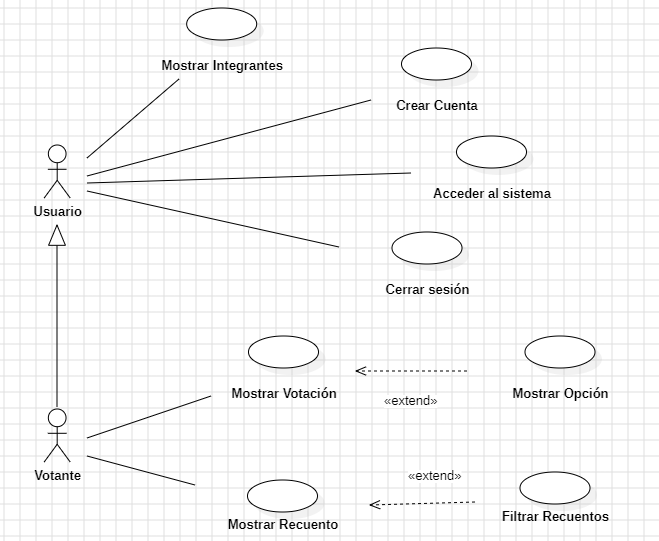 Mostrar Integrantes
Crear Cuenta
Acceder al sistema
Usuario
Cerrar sesión
Mostrar Votación
«extend»
Mostrar Opción
Votante
«extend»
Mostrar Recuento
Filtrar Recuentos